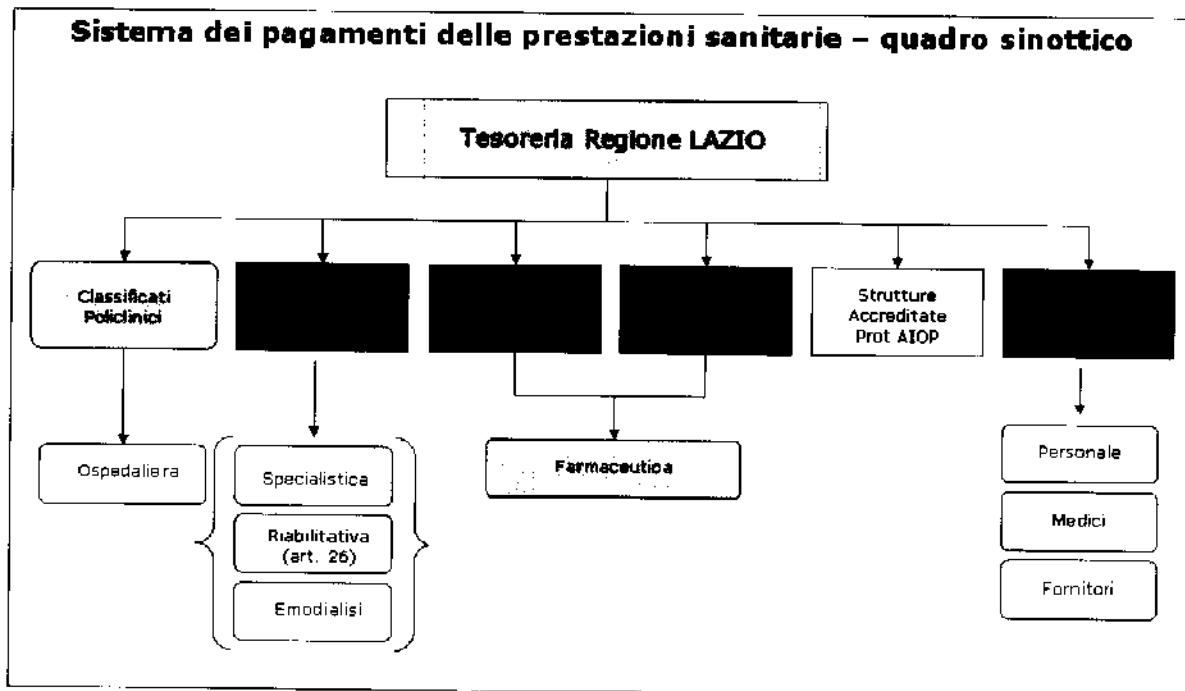 Sistema dei pagamenti delle prestazioni sanitarie – quadro sinottico
Tesoreria Regione LAZIO
Classificati
Policlinici
Strutture
Accreditate
Prot AIOP
Ospedaliera
Specialistica
Riabilitativa
(art. 26)
Emodialisi
Farmaceutica
Personale
Medici
Fornitori